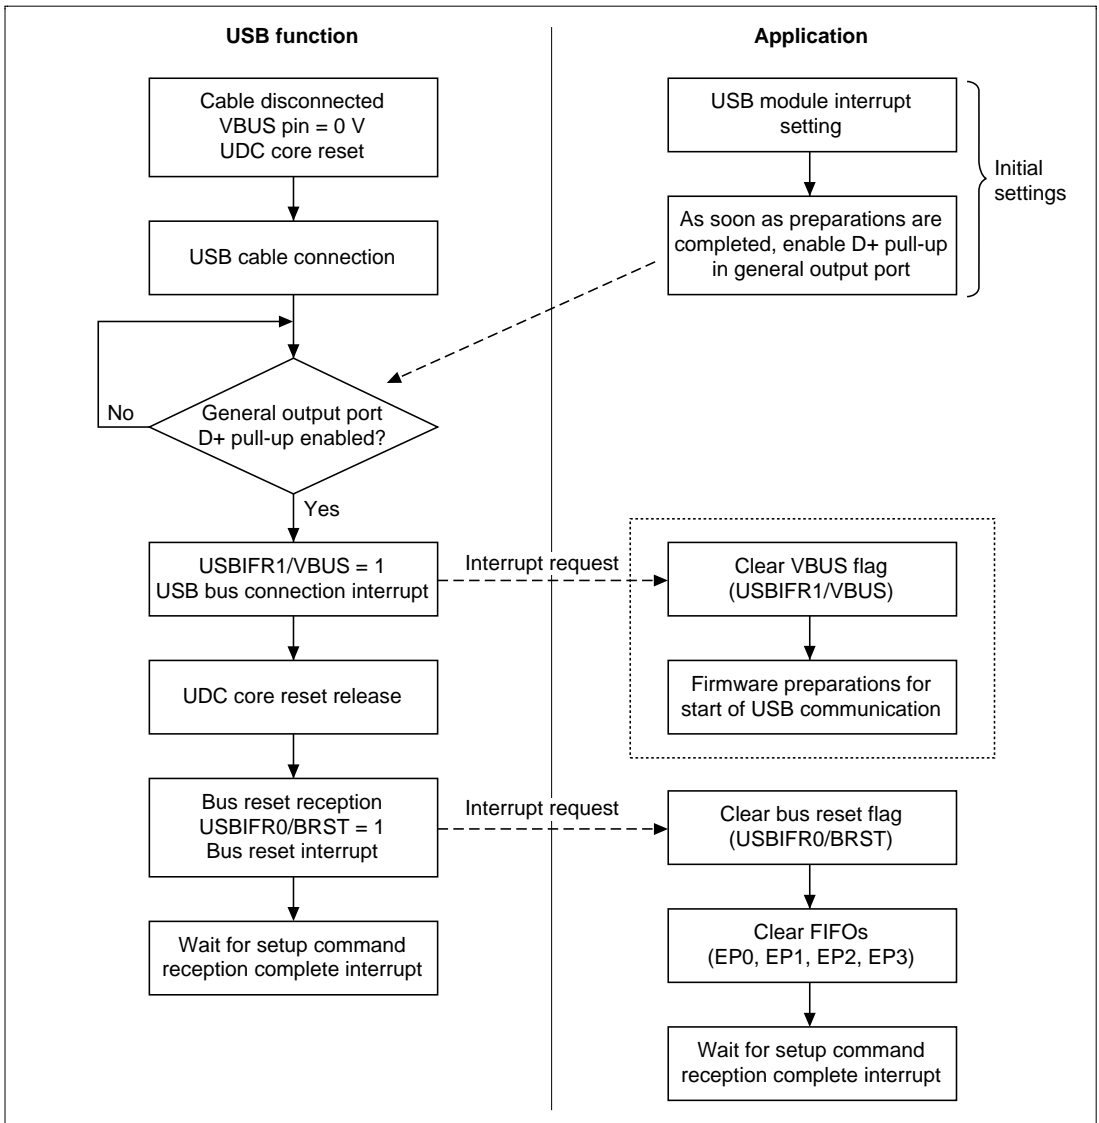 USB function
Application
Cable disconnected
VBUS pin = 0 V
UDC core reset
USB cable connection
No
General output port
D+ pull-up enabled?
Yes
USBIFR1/VBUS = 1
USB bus connection interrupt
UDC core reset release
Bus reset reception
USBIFR0/BRST = 1
Bus reset interrupt
Wait for setup command
reception complete interrupt
Interrupt request
Interrupt request
USB module interrupt
setting
As soon as preparations are
completed, enable D+ pull-up
in general output port
Initial
settings
Clear VBUS flag
(USBIFR1/VBUS)
Firmware preparations for
start of USB communication
Clear bus reset flag
(USBIFR0/BRST)
Clear FIFOs
(EP0, EP1, EP2, EP3)
Wait for setup command
reception complete interrupt